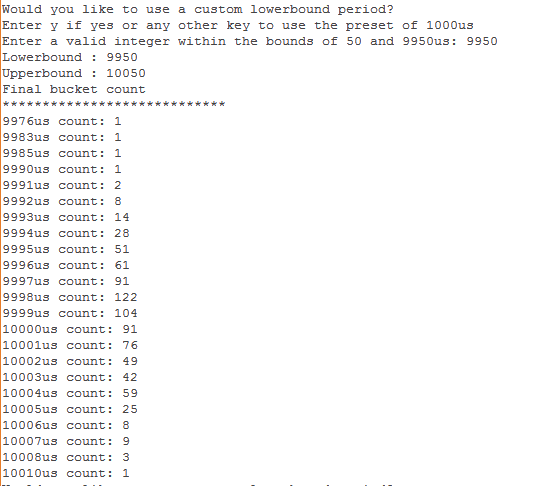 Would you like to use a custom lowerbound period?
Enter y if yes or any other key to use the preset of 1000us
Enter a valid integer within the bounds of 50 and 9950us: 9950
Lowerbound : 9950
Upperbound : 10050
Final bucket count
****************************
9976us count: 1
9983us count: 1
9985us count: 1
9990us count: 1
9991us count: 2
9992us count: 8
9993us count: 14
9994us count: 28
9995us count: 51
9996us count: 61
9997us count: 91
9998us count: 122
9999us count: 104
10000us count: 91
10001us count: 76
10002us count: 49
10003us count: 42
10004us count: 59
10005us count: 25
10006us count: 8
10007us count: 9
10008us count: 3
10010us count: 1